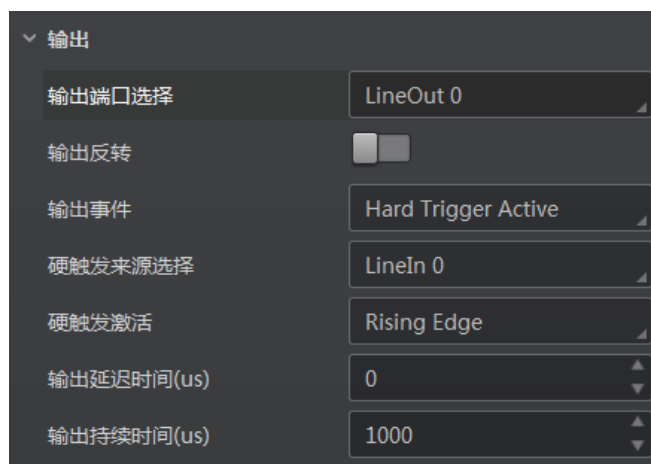 输出
输出端口选择 LineOut 0
输出反转
输出事件 Hard Trigger Active
硬触发来源选择 LineIn 0
硬触发激活 Rising Edge
输出延迟时间(us) 0
输出持续时间(us) 1000